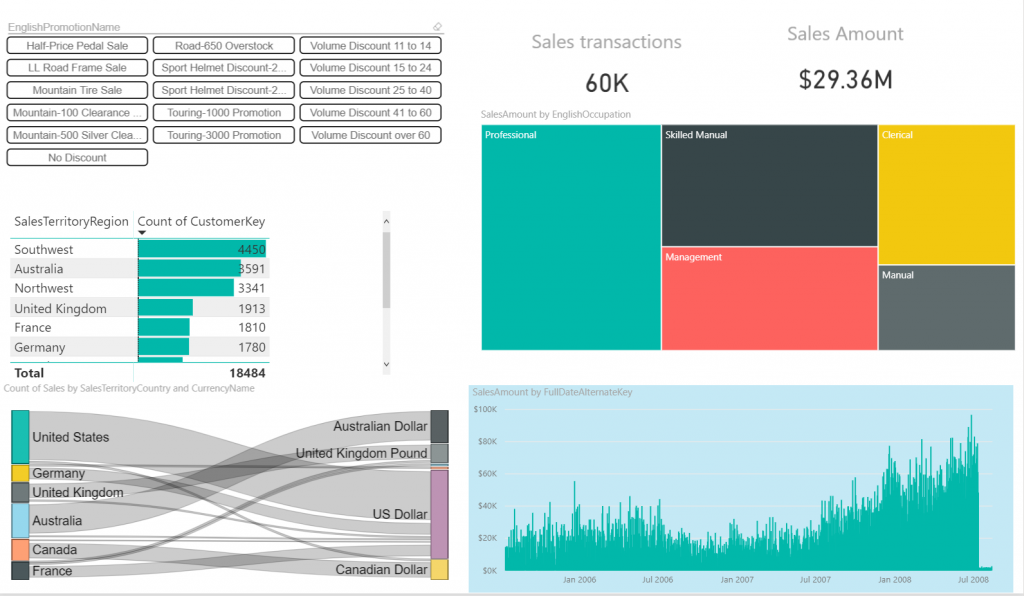 EnglishPromotionName
Half-Price Pedal Sale
Road-650 Overstock
Volume Discount 11 to 14
LL Road Frame Sale
Sport Helmet Discount-2...
Volume Discount 15 to 24
Mountain Tire Sale
Sport Helmet Discount-2...
Volume Discount 25 to 40
Mountain-100 Clearance ...
Touring-1000 Promotion
Volume Discount 41 to 60
Mountain-500 Silver Clea...
Touring-3000 Promotion
Volume Discount over 60
No Discount
Sales transactions
60K
Sales Amount
$29.36M
SalesAmount by EnglishOccupation
Professional
Skilled Manual
Clerical
Management
Manual
SalesTerritoryRegion Count of CustomerKey
Southwest 4450
Australia 3591
Northwest 3341
United Kingdom 1913
France 1810
Germany 1780
Total 18484
Count of Sales by SalesTerritoryCountry and CurrencyName
United States
Germany
United Kingdom
Australia
Canada
France
Australian Dollar
United Kingdom Pound
US Dollar
Canadian Dollar
SalesAmount by FullDateAlternateKey
$100K
$80K
$60K
$40K
$20K
$0K
Jan 2006 Jul 2006 Jan 2007 Jul 2007 Jan 2008 Jul 2008